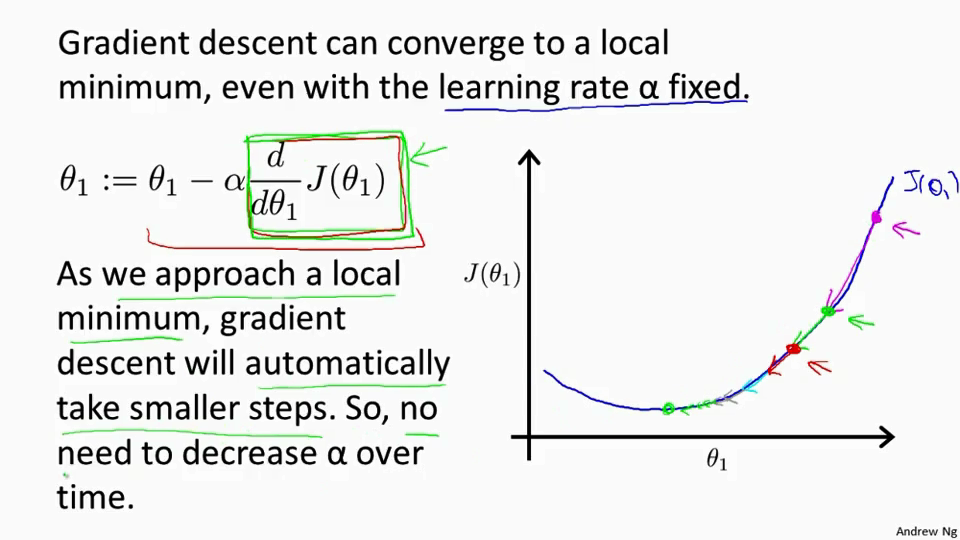 Gradient descent can converge to a local
minimum, even with the learning rate α fixed.
θ₁ := θ₁ − α d/dθ₁ J(θ₁)
As we approach a local
minimum, gradient
descent will automatically
take smaller steps. So, no
need to decrease α over
time.
J(θ₁)
J(θ₁)
θ₁
Andrew Ng